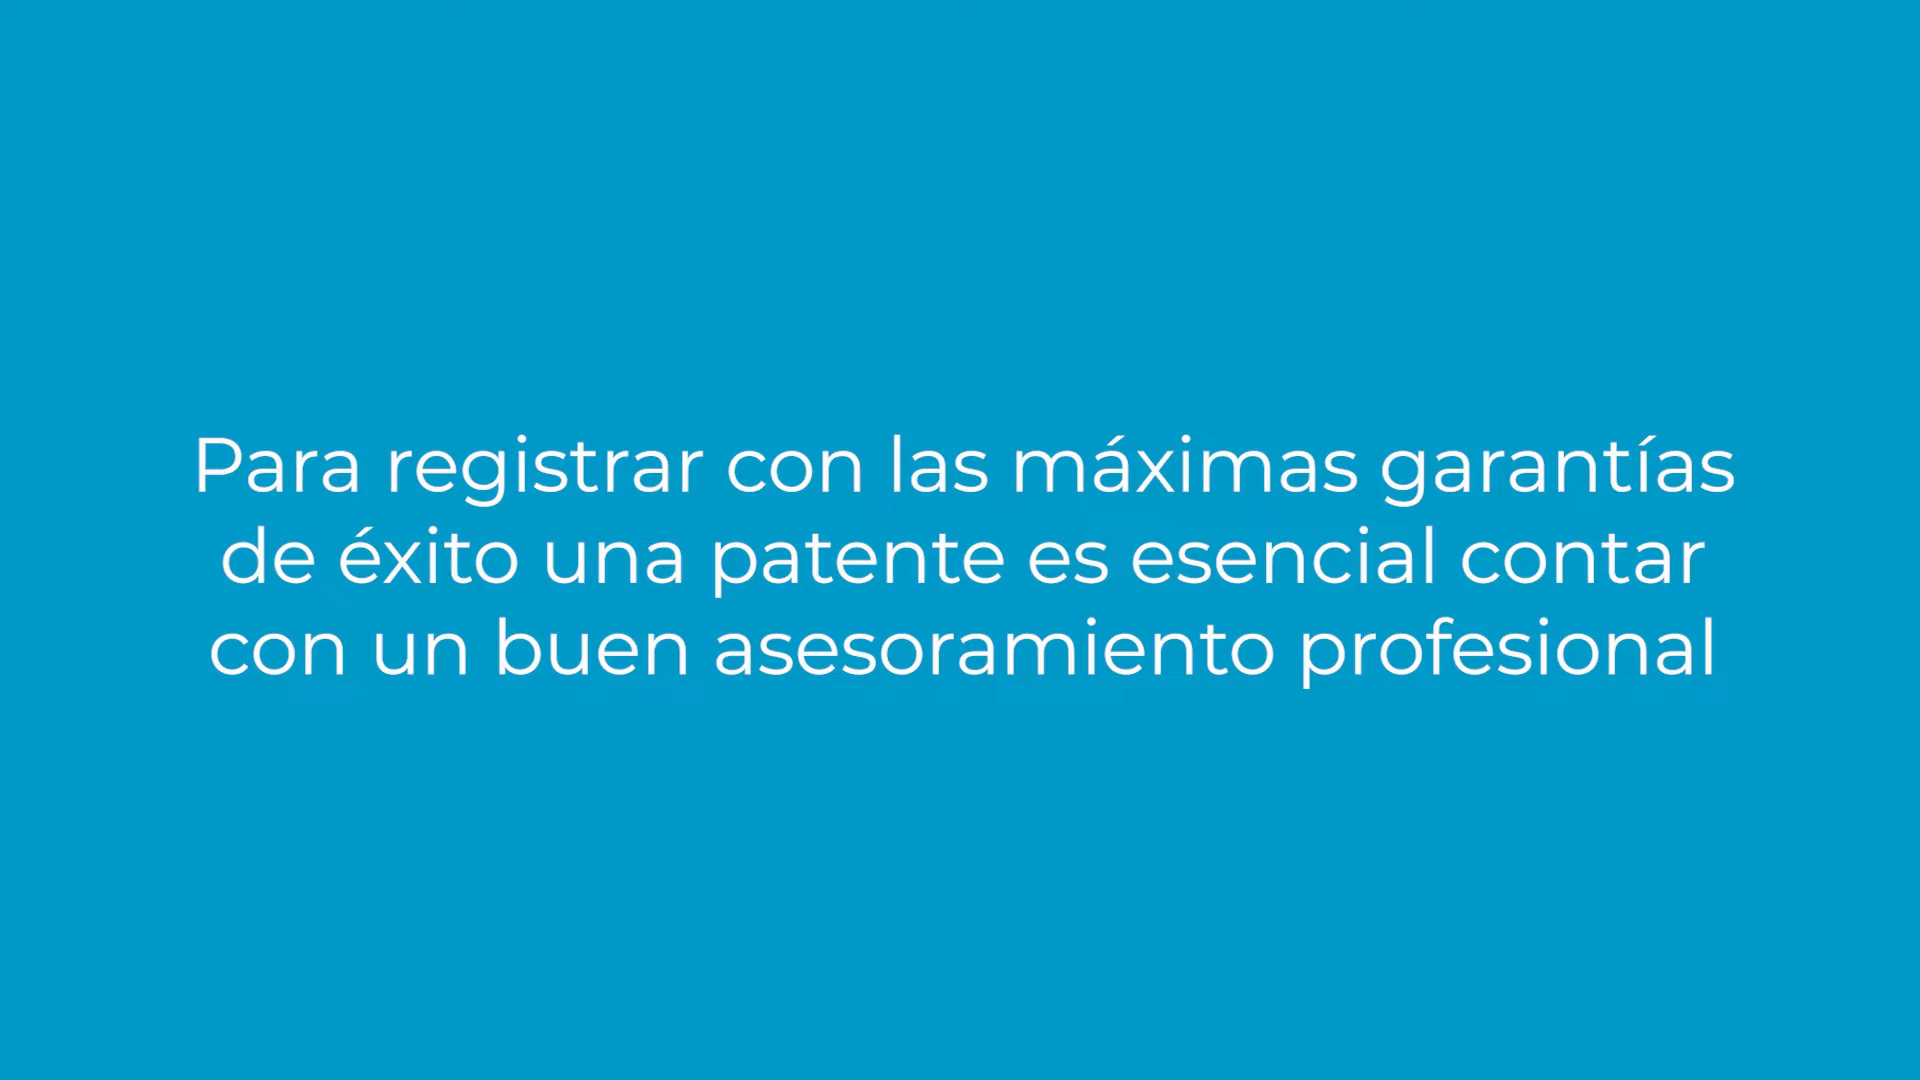 Para registrar con las máximas garantías
de éxito una patente es esencial contar
con un buen asesoramiento profesional